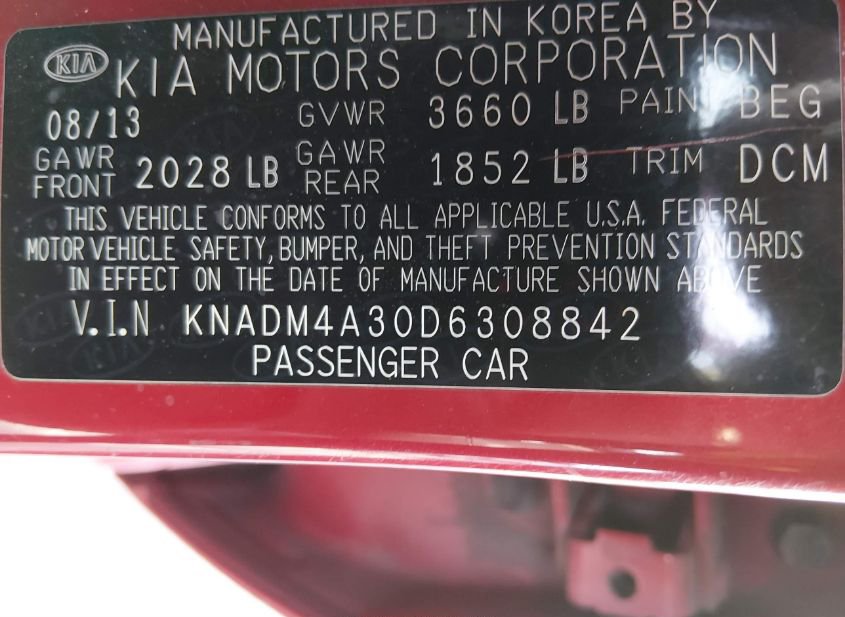 MANUFACTURED IN KOREA BY
KIA
KIA MOTORS CORPORATION
08/13 GVWR 3660 LB PAINT BEG
GAWR FRONT 2028 LB GAWR REAR 1852 LB TRIM DCM
THIS VEHICLE CONFORMS TO ALL APPLICABLE U.S.A. FEDERAL
MOTOR VEHICLE SAFETY, BUMPER, AND THEFT PREVENTION STANDARDS
IN EFFECT ON THE DATE OF MANUFACTURE SHOWN ABOVE
V.I.N KNADM4A30D6308842
PASSENGER CAR